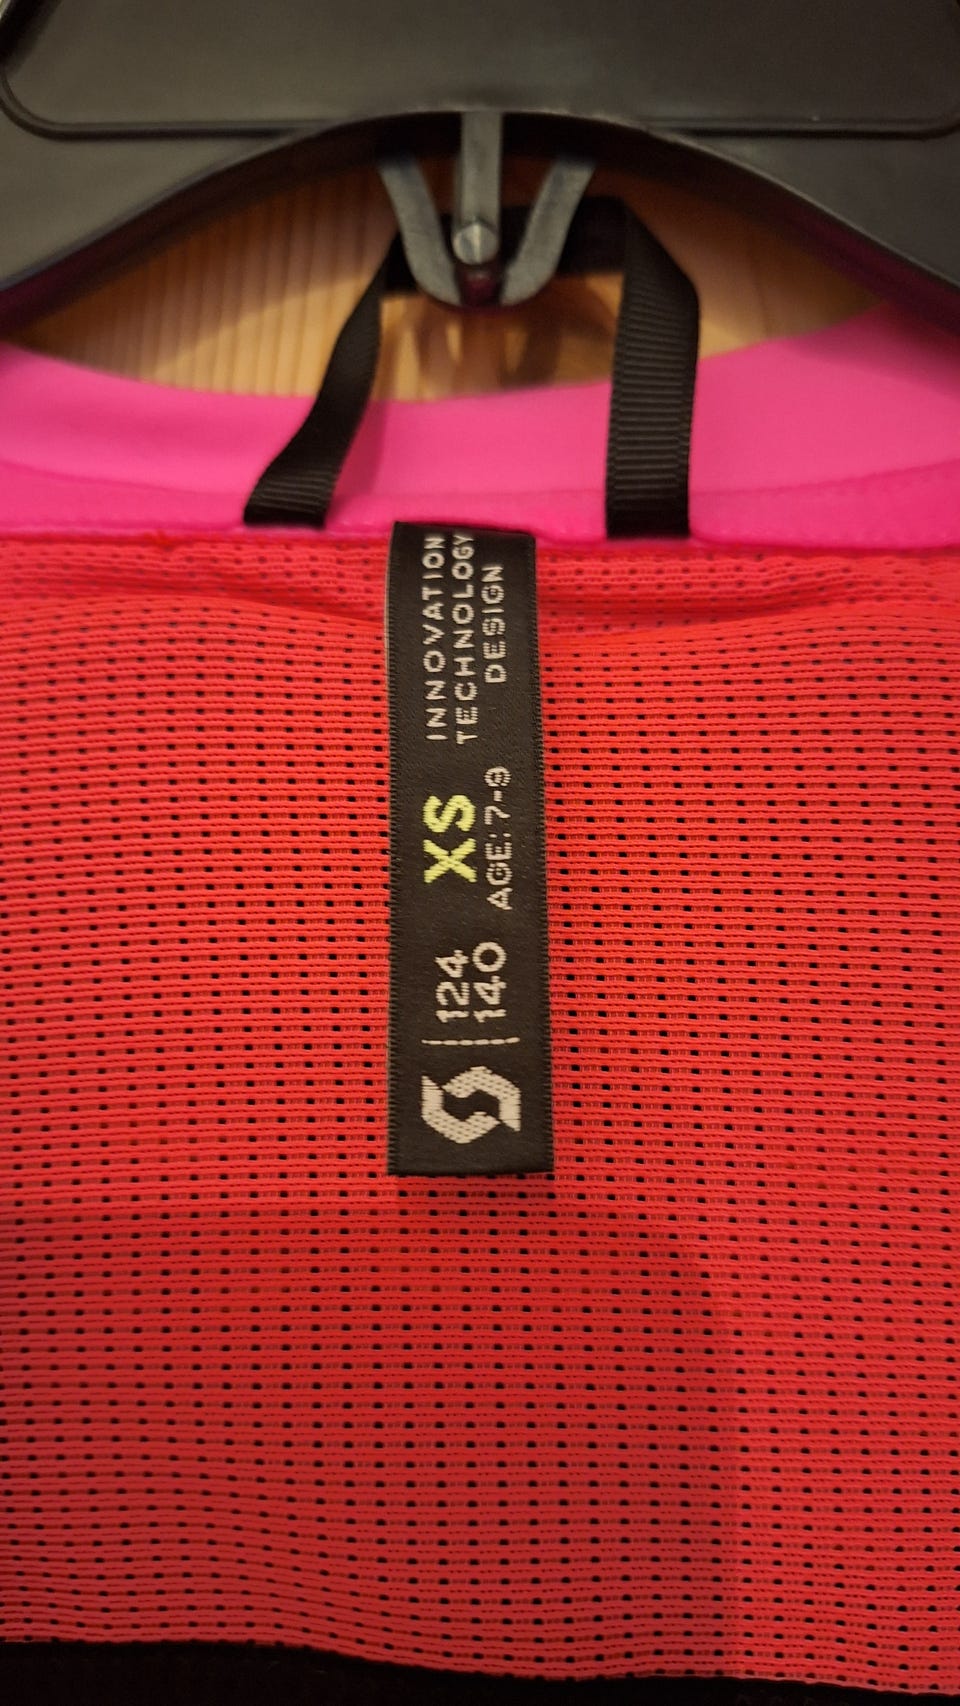 124
140
XS
AGE: 7-9
INNOVATION
TECHNOLOGY
DESIGN